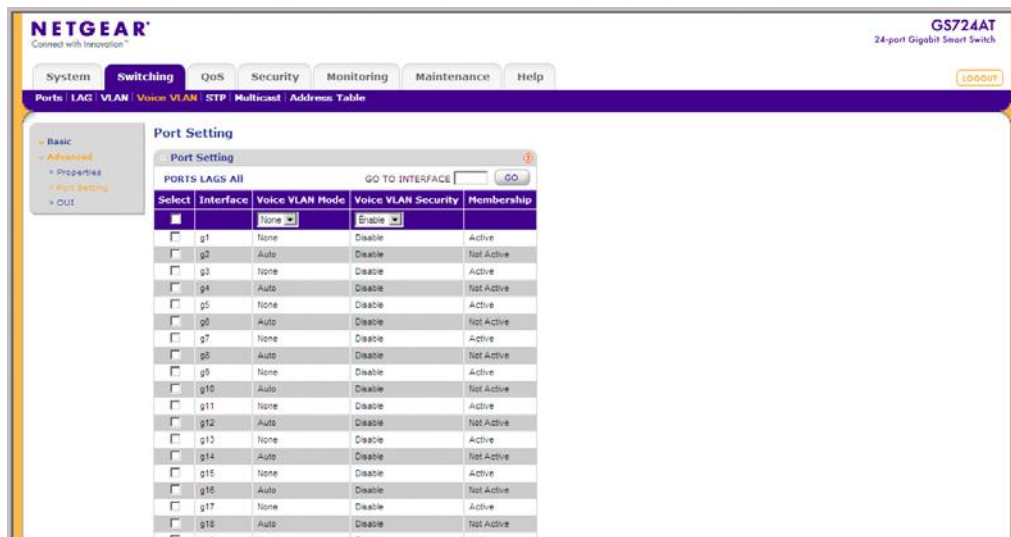 NETGEAR
Connect with Innovation™
GS724AT
24-port Gigabit Smart Switch
System Switching QoS Security Monitoring Maintenance Help LOGOUT
Ports LAG VLAN Voice VLAN STP Multicast Address Table
Basic
Advanced
Properties
Port Setting
OUI
Port Setting
Port Setting ?
PORTS LAGS All GO TO INTERFACE GO
Select Interface Voice VLAN Mode Voice VLAN Security Membership
None Enable
g1 None Disable Active
g2 Auto Disable Not Active
g3 None Disable Active
g4 Auto Disable Not Active
g5 None Disable Active
g6 Auto Disable Not Active
g7 None Disable Active
g8 Auto Disable Not Active
g9 None Disable Active
g10 Auto Disable Not Active
g11 None Disable Active
g12 Auto Disable Not Active
g13 None Disable Active
g14 Auto Disable Not Active
g15 None Disable Active
g16 Auto Disable Not Active
g17 None Disable Active
g18 Auto Disable Not Active